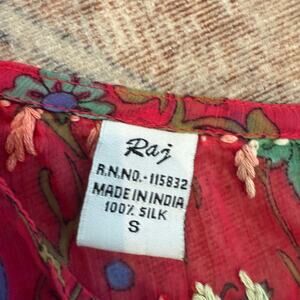 Raj
R.N.NO.-115832
MADE IN INDIA
100% SILK
S